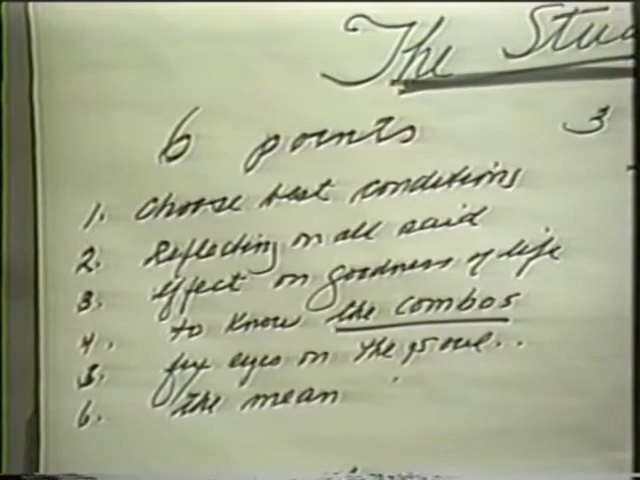 The Stu
6 points
3
1. Choose best conditions
2. Reflecting on all said
3. effect on goodness of life
4. to know the combos
5. fix eyes on the
6. the mean